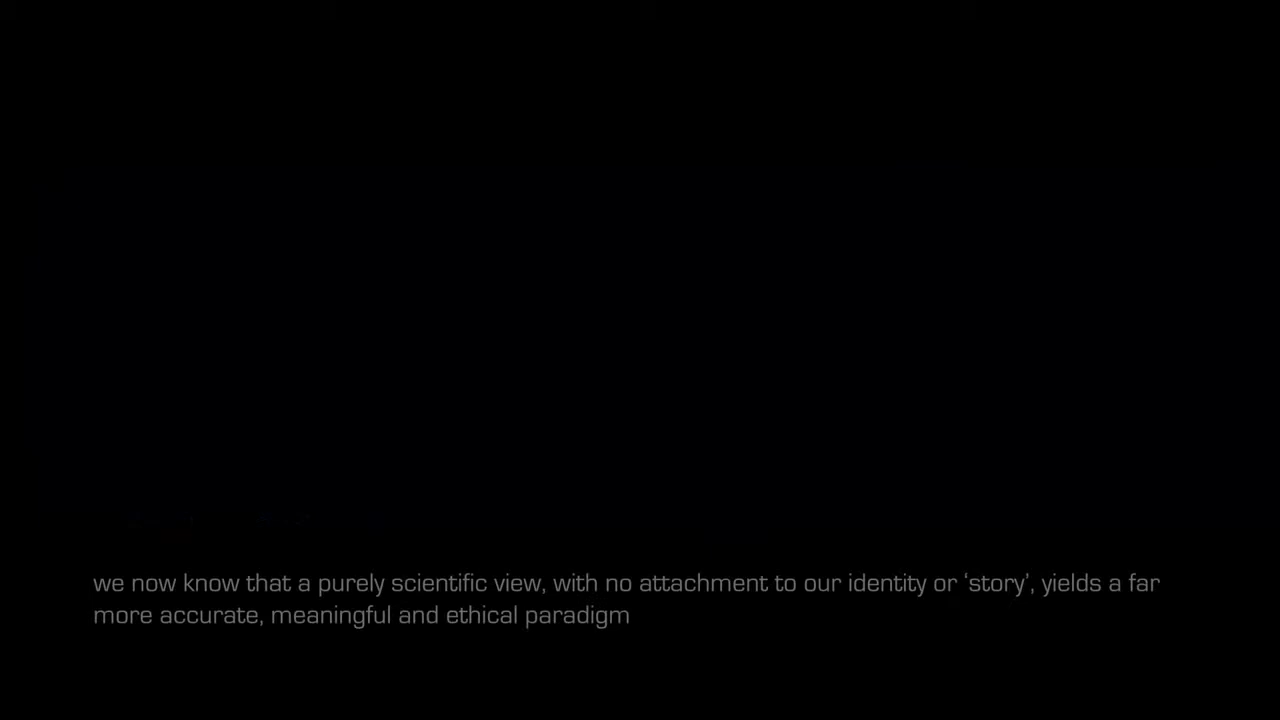 we now know that a purely scientific view, with no attachment to our identity or ‘story’, yields a far
more accurate, meaningful and ethical paradigm